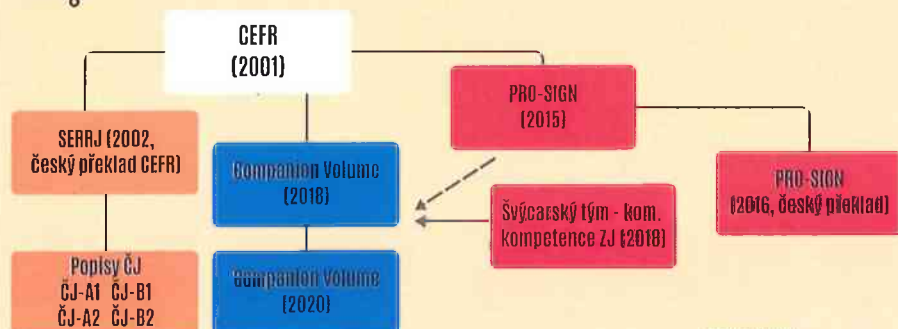 CEFR
(2001)
SERRJ (2002,
český překlad CEFR)
Companion Volume
(2018)
PRO-SIGN
(2015)
PRO-SIGN
(2016, český překlad)
Švýcarský tým - kom.
kompetence ZJ (2018)
Popisy ČJ
ČJ-A1 ČJ-B1
ČJ-A2 ČJ-B2
Companion Volume
(2020)